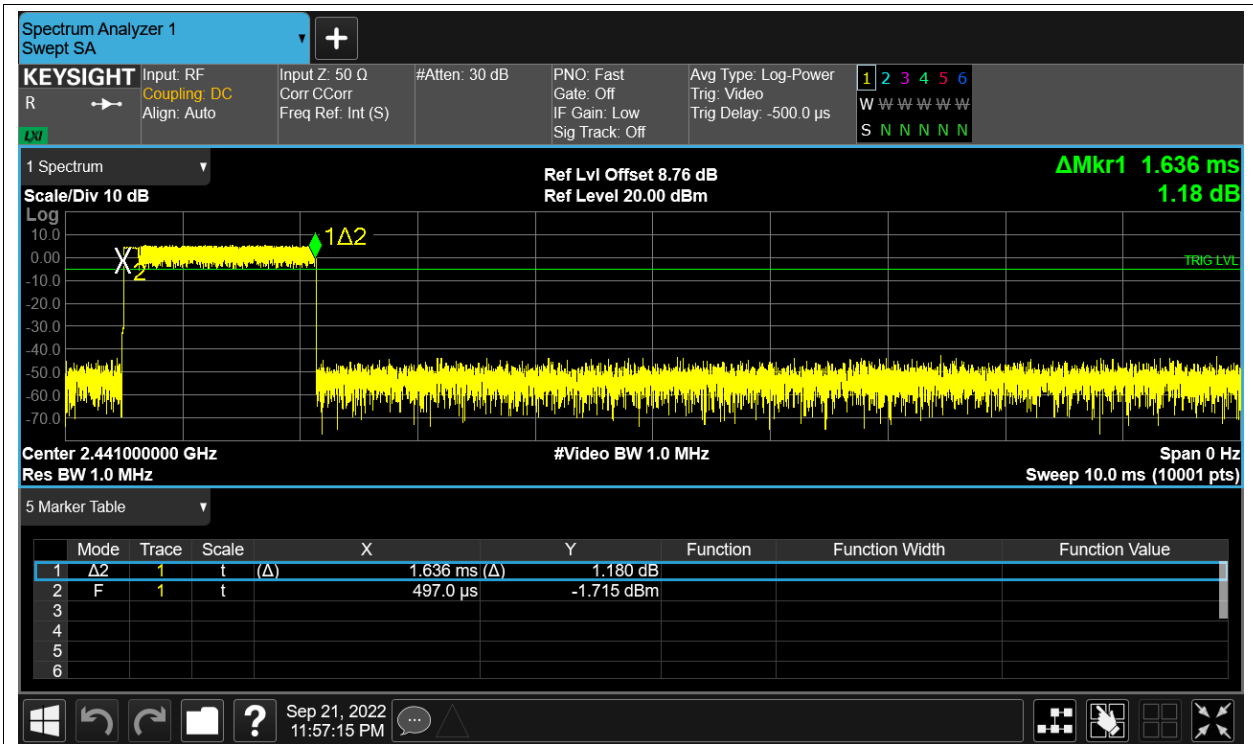 Spectrum Analyzer 1
Swept SA
+
KEYSIGHT Input: RF Input Z: 50 Ω #Atten: 30 dB PNO: Fast Avg Type: Log-Power 1 2 3 4 5 6
R Coupling: DC Corr CCorr Gate: Off Trig: Video W W W W W W
Align: Auto Freq Ref: Int (S) IF Gain: Low Trig Delay: -500.0 µs
LXI Sig Track: Off S N N N N N
1 Spectrum
Ref Lvl Offset 8.76 dB ΔMkr1 1.636 ms
Scale/Div 10 dB Ref Level 20.00 dBm 1.18 dB
Log
10.0
1Δ2
0.00
X2
TRIG LVL
-10.0
-20.0
-30.0
-40.0
-50.0
-60.0
-70.0
Center 2.441000000 GHz #Video BW 1.0 MHz Span 0 Hz
Res BW 1.0 MHz Sweep 10.0 ms (10001 pts)
5 Marker Table
Mode Trace Scale X Y Function Function Width Function Value
1 Δ2 1 t (Δ) 1.636 ms (Δ) 1.180 dB
2 F 1 t 497.0 µs -1.715 dBm
3
4
5
6
? Sep 21, 2022
11:57:15 PM